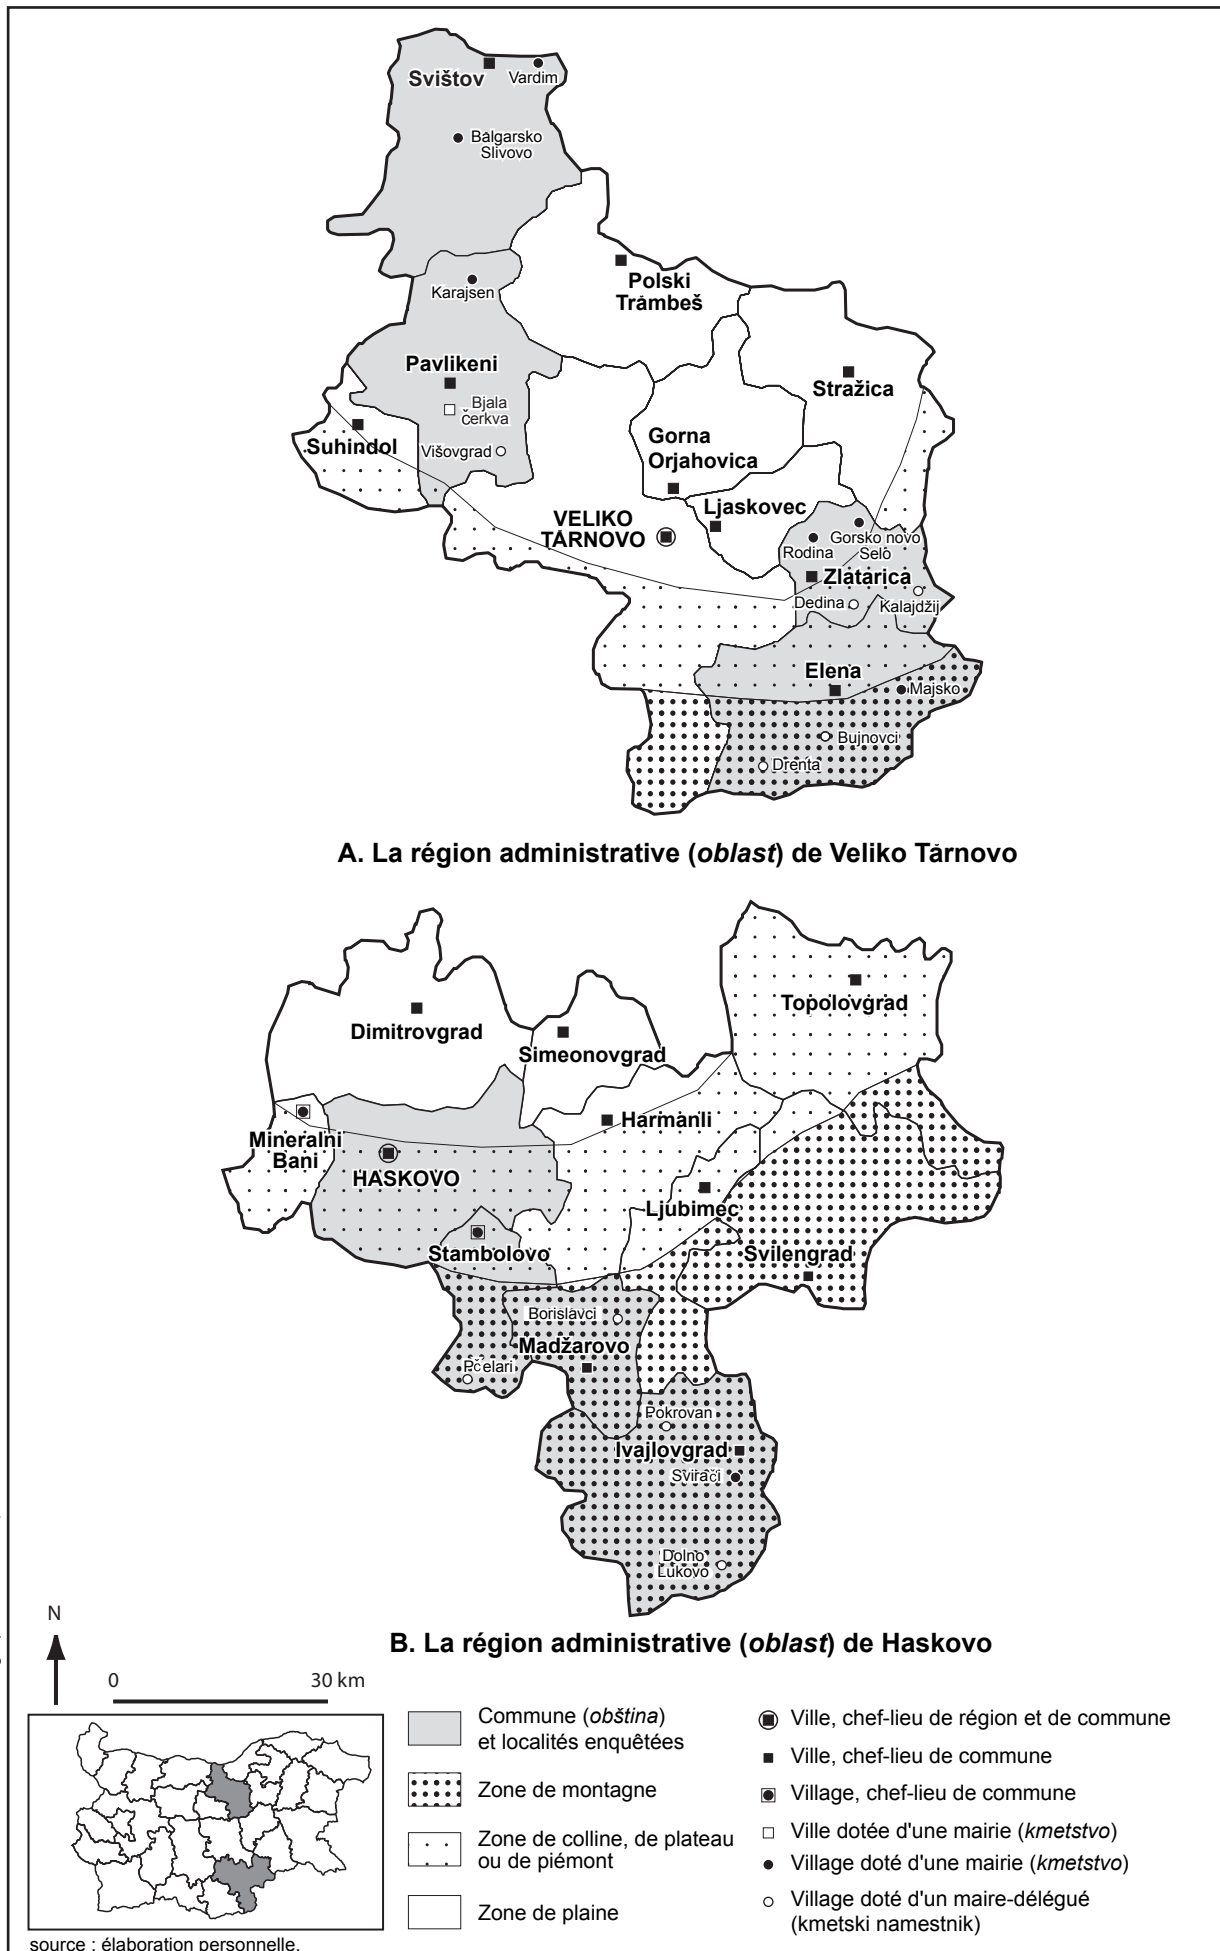 Svištov
Vardim
Bălgarsko
Slivovo
Polski
Trămbeš
Karajsen
Pavlikeni
Stražica
Bjala
Čerkva
Suhindol
Višovgrad
Gorna
Orjahovica
Ljaskovec
VELIKO
TĂRNOVO
Rodina
Gorsko novo
Selo
Zlatarica
Dedina
Kalajdžij
Elena
Majsko
Bujnovci
Drenta
A. La région administrative (oblast) de Veliko Tărnovo
Topolovgrad
Dimitrovgrad
Simeonovgrad
Harmanli
Mineralni
Bani
HASKOVO
Ljubimec
Stambolovo
Svilengrad
Borislavci
Madžarovo
Pčelari
Pokrovan
Ivajlovgrad
Svirači
Dolno
Lukovo
B. La région administrative (oblast) de Haskovo
N
0 30 km
Commune (obština)
et localités enquêtées
Zone de montagne
Zone de colline, de plateau
ou de piémont
Zone de plaine
Ville, chef-lieu de région et de commune
Ville, chef-lieu de commune
Village, chef-lieu de commune
Ville dotée d'une mairie (kmetstvo)
Village doté d'une mairie (kmetstvo)
Village doté d'un maire-délégué
(kmetski namestnik)
source : élaboration personnelle.